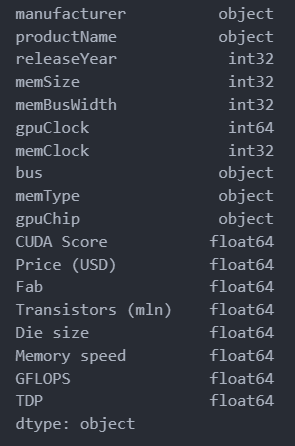 manufacturer object
productName object
releaseYear int32
memSize int32
memBusWidth int32
gpuClock int64
memClock int32
bus object
memType object
gpuChip object
CUDA Score float64
Price (USD) float64
Fab float64
Transistors (mln) float64
Die size float64
Memory speed float64
GFLOPS float64
TDP float64
dtype: object